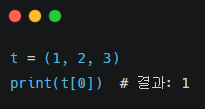 t = (1, 2, 3)
print(t[0])  # 결과: 1